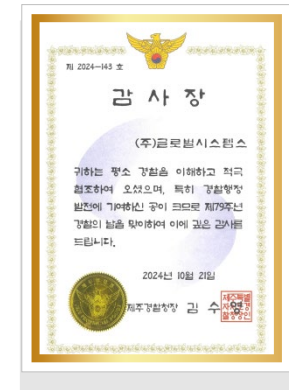 제 2024-143 호
감 사 장
(주)글로벌시스템스
귀하는 평소 경찰을 이해하고 적극
협조하여 오셨으며, 특히 경찰행정
발전에 기여하신 공이 크므로 제79주년
경찰의 날을 맞이하여 이에 깊은 감사를
드립니다.
2024년 10월 21일
제주경찰청장 김 수 영